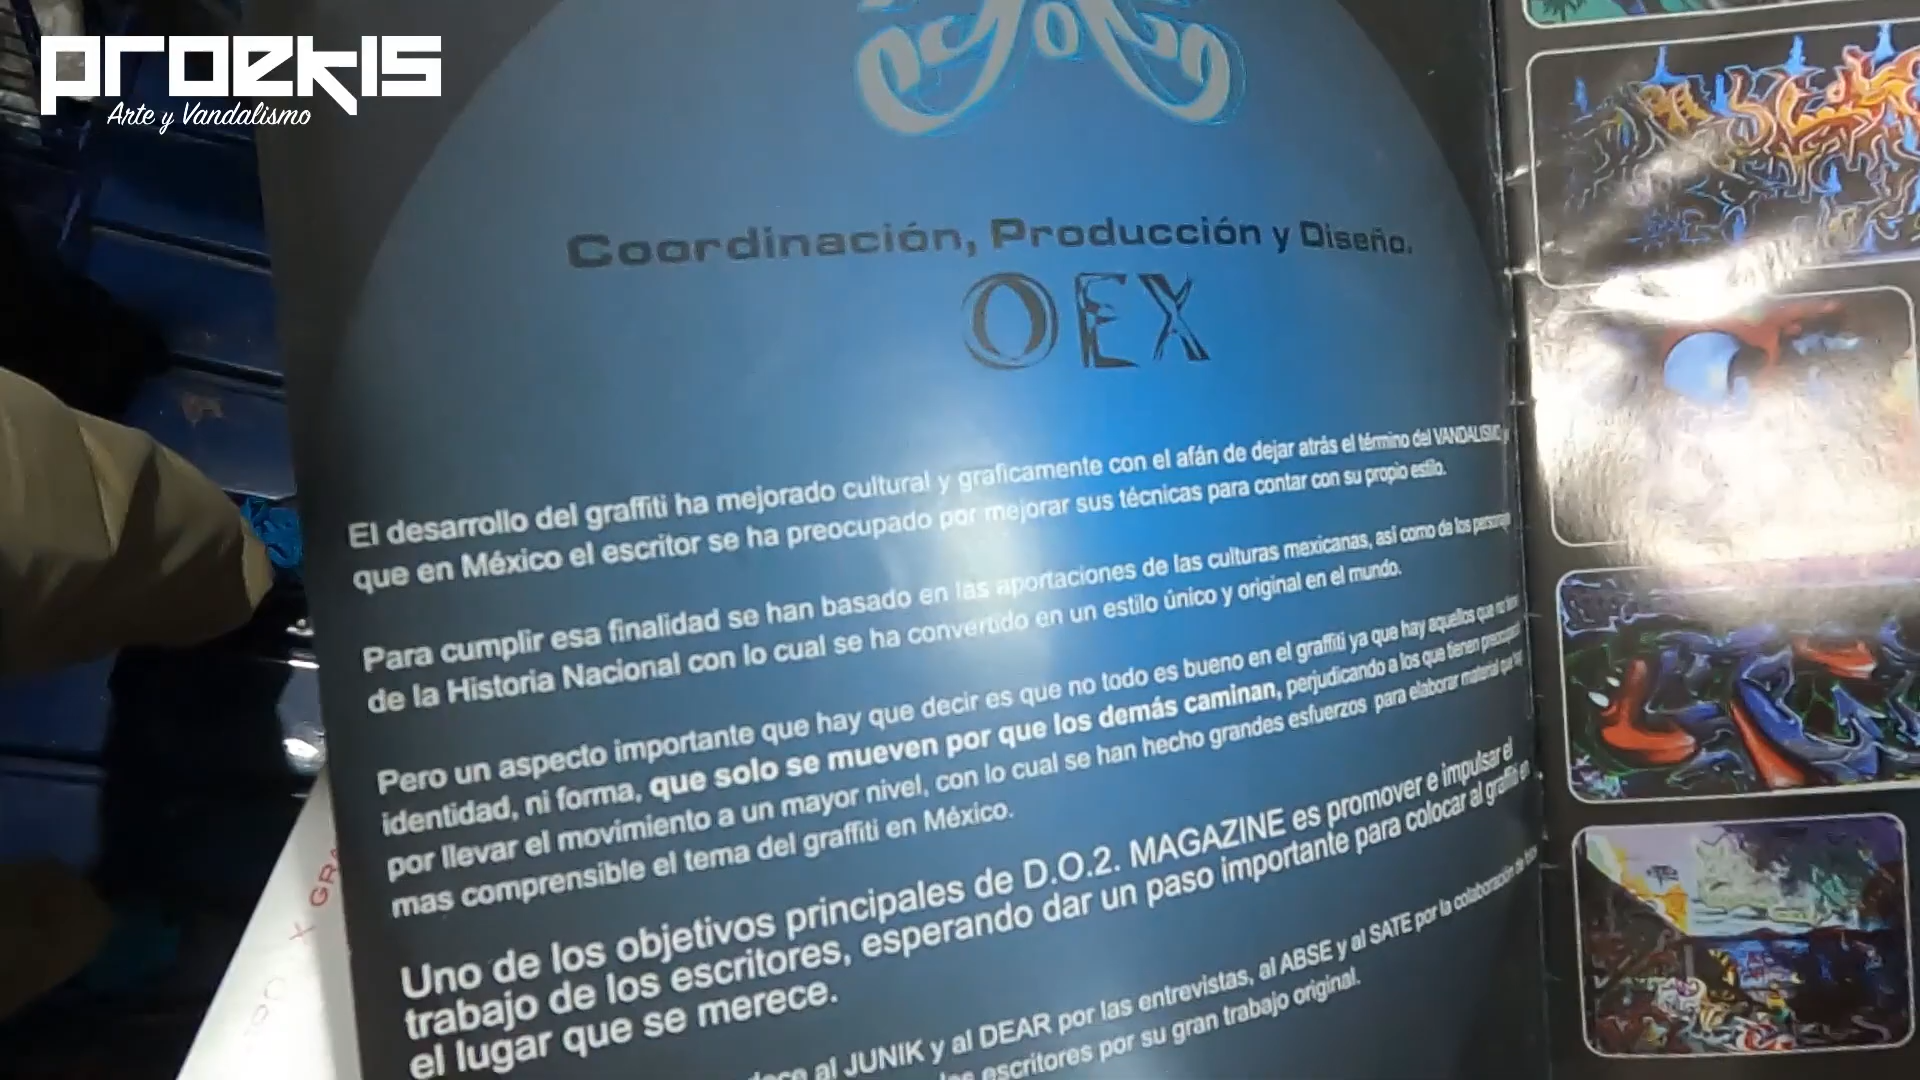 proekis
Arte y Vandalismo
Coordinación, Producción y Diseño.
OEX
El desarrollo del graffiti ha mejorado cultural y graficamente con el afán de dejar atrás el término del VANDALISMO
que en México el escritor se ha preocupado por mejorar sus técnicas para contar con su propio estilo.
Para cumplir esa finalidad se han basado en las aportaciones de las culturas mexicanas, así como de los
de la Historia Nacional con lo cual se ha convertido en un estilo único y original en el mundo.
Pero un aspecto importante que hay que decir es que no todo es bueno en el graffiti ya que hay aquellos que no
identidad, ni forma, que solo se mueven por que los demás caminan, perjudicando a los que tienen
por llevar el movimiento a un mayor nivel, con lo cual se han hecho grandes esfuerzos para elaborar material que
mas comprensible el tema del graffiti en México.
Uno de los objetivos principales de D.O.2. MAGAZINE es promover e impulsar el
trabajo de los escritores, esperando dar un paso importante para colocar al graffiti en
el lugar que se merece.
al JUNIK y al DEAR por las entrevistas, al ABSE y al SATE por la colaboración de
escritores por su gran trabajo original.
X GRA